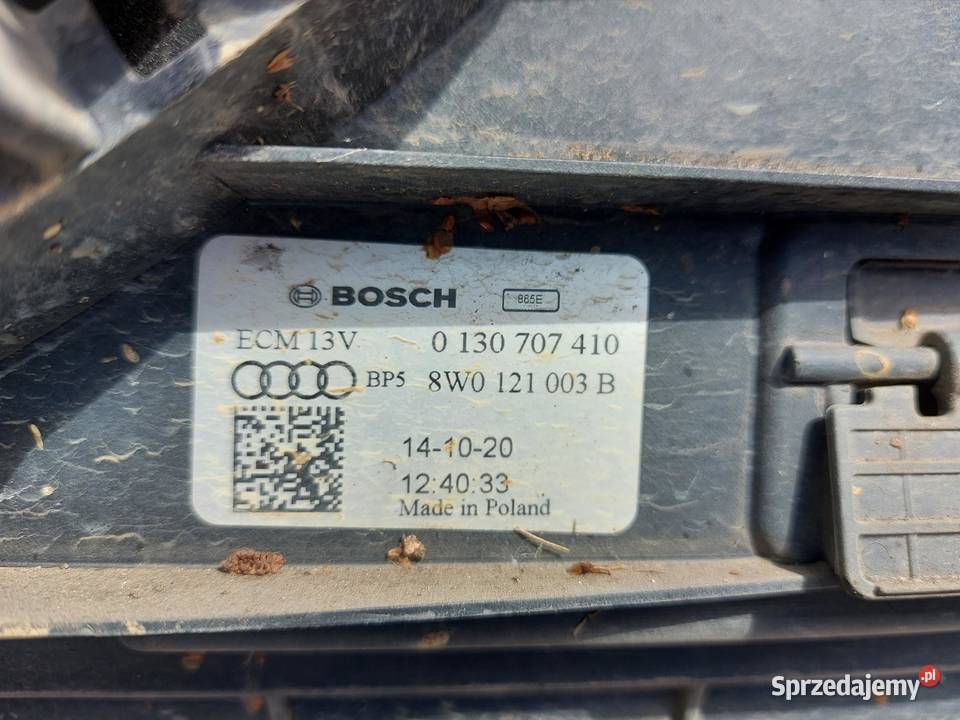 BOSCH 865E
ECM 13V 0 130 707 410
BP5 8W0 121 003 B
14-10-20
12:40:33
Made in Poland
Sprzedajemy.pl